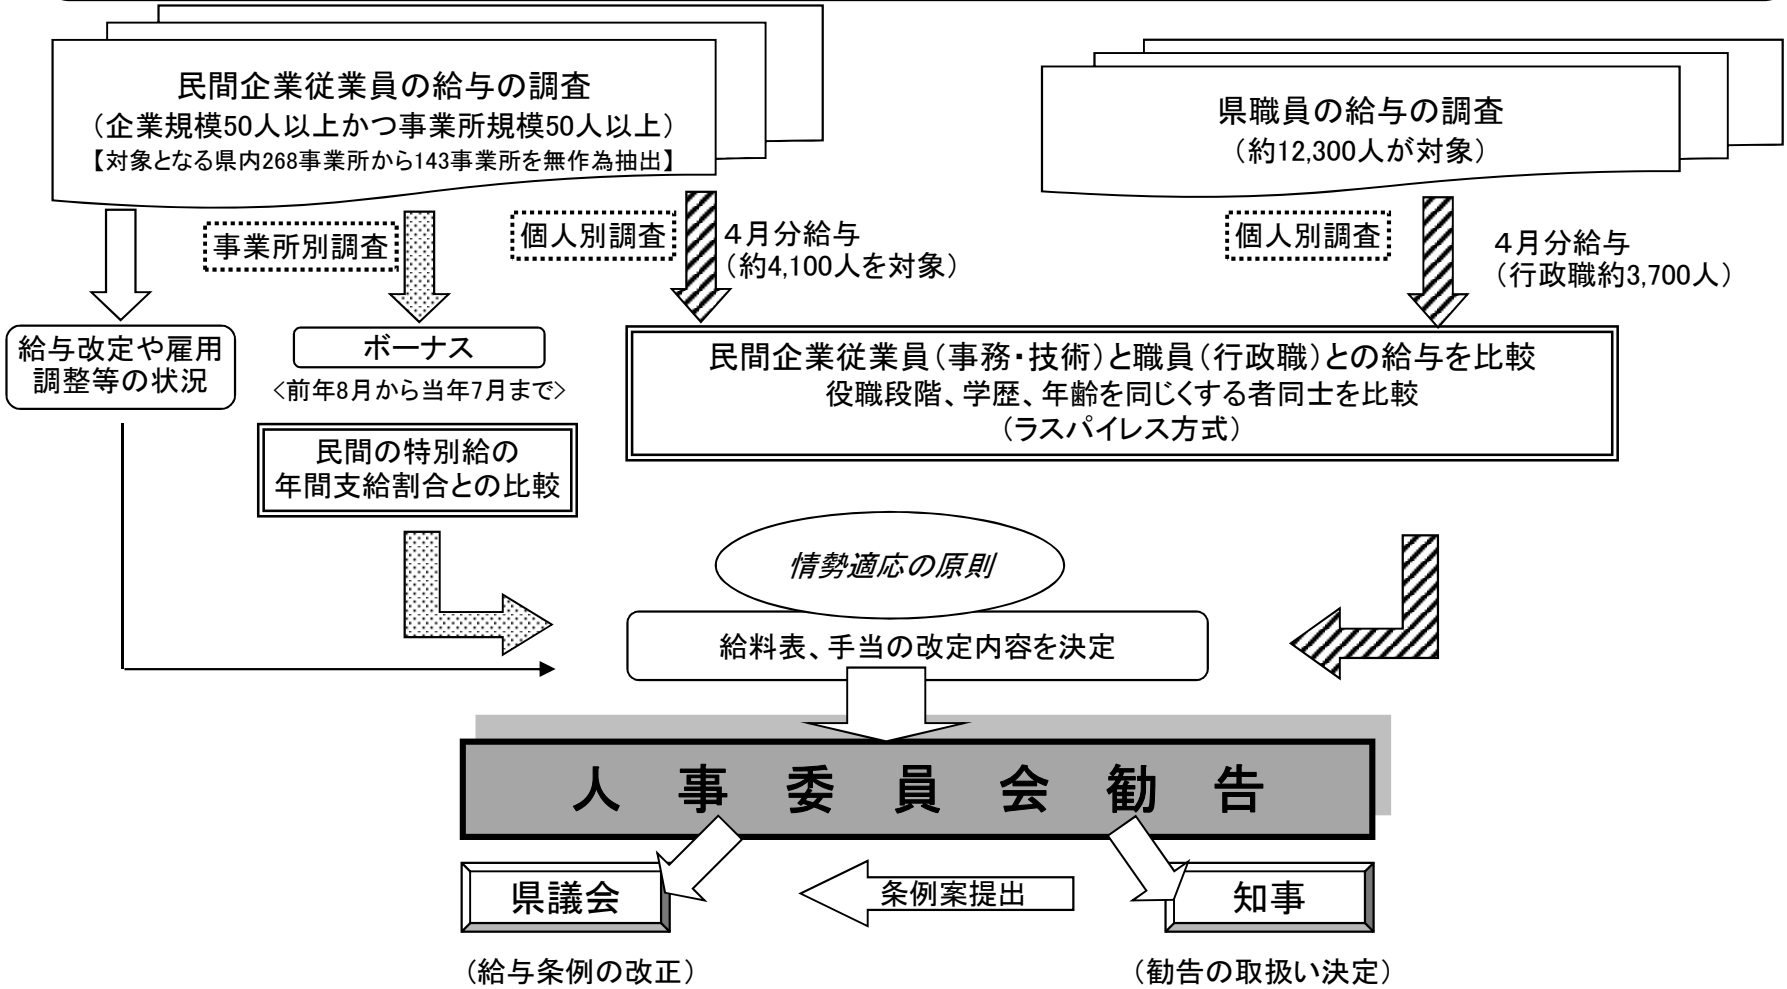 民間企業従業員の給与の調査
（企業規模50人以上かつ事業所規模50人以上）
【対象となる県内268事業所から143事業所を無作為抽出】
県職員の給与の調査
（約12,300人が対象）
事業所別調査
個人別調査
４月分給与
（約4,100人を対象）
個人別調査
４月分給与
（行政職約3,700人）
給与改定や雇用
調整等の状況
ボーナス
<前年8月から当年7月まで>
民間の特別給の
年間支給割合との比較
民間企業従業員（事務・技術）と職員（行政職）との給与を比較
役職段階、学歴、年齢を同じくする者同士を比較
（ラスパイレス方式）
情勢適応の原則
給料表、手当の改定内容を決定
人事委員会勧告
県議会
条例案提出
知事
（給与条例の改正）
（勧告の取扱い決定）